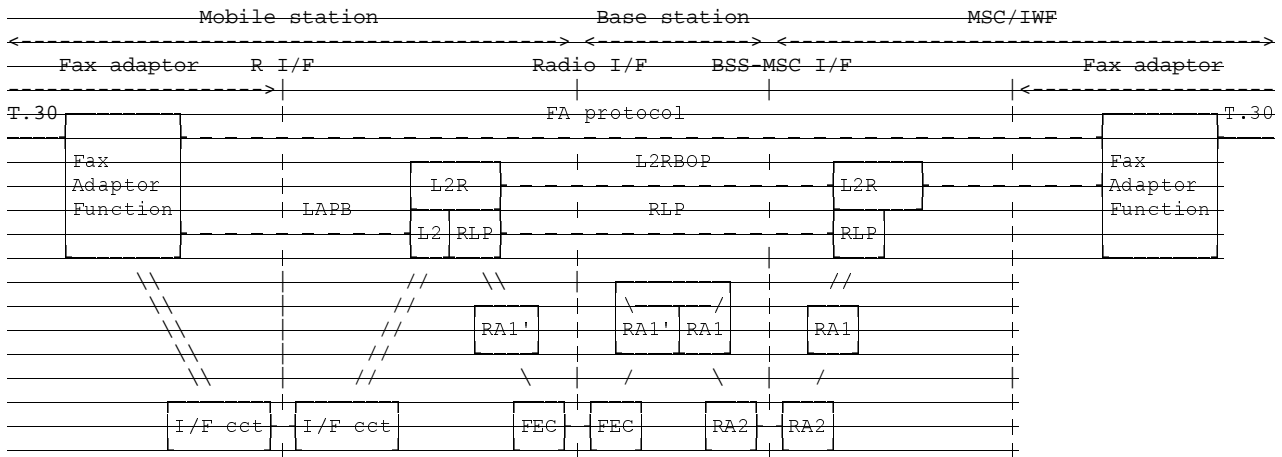 Mobile station Base station MSC/IWF
Fax adaptor R I/F Radio I/F BSS-MSC I/F Fax adaptor
T.30 FA protocol T.30
Fax L2RBOP Fax
Adaptor L2R L2R Adaptor
Function LAPB RLP Function
L2 RLP RLP
RA1' RA1' RA1 RA1
I/F cct I/F cct FEC FEC RA2 RA2